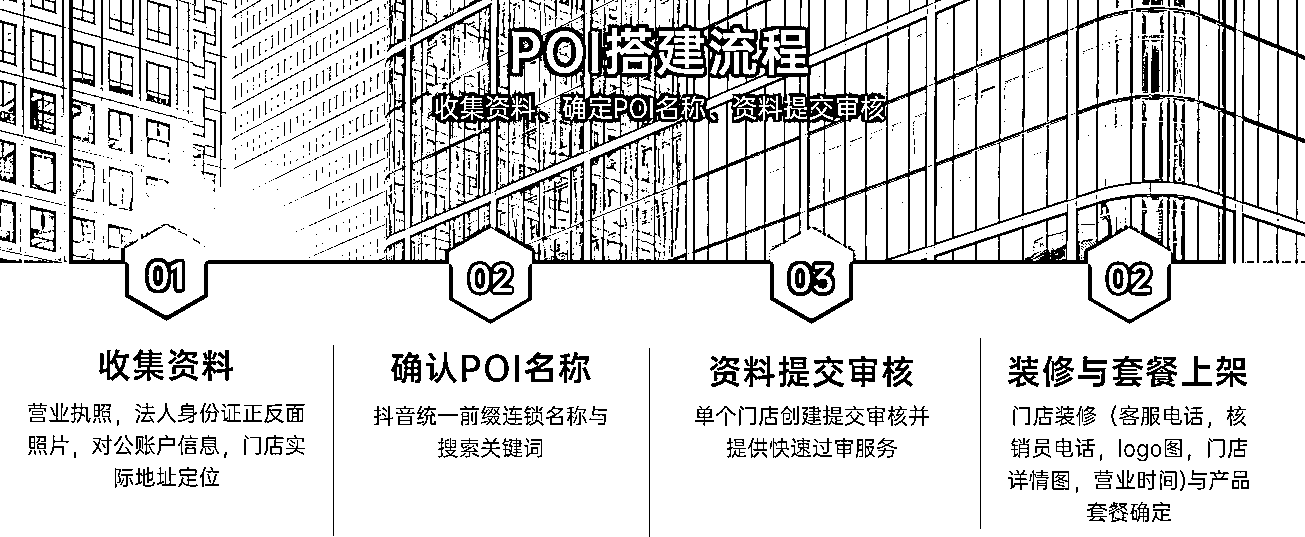 POI搭建流程
收集资料、确定POI名称、资料提交审核
01
收集资料
营业执照，法人身份证正反面
照片，对公账户信息，门店实
际地址定位
02
确认POI名称
抖音统一前缀连锁名称与
搜索关键词
03
资料提交审核
单个门店创建提交审核并
提供快速过审服务
02
装修与套餐上架
门店装修（客服电话，核
销员电话，logo图，门店
详情图，营业时间)与产品
套餐确定